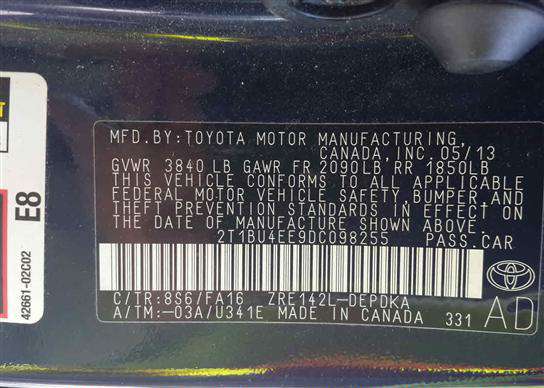 MFD.BY:TOYOTA MOTOR MANUFACTURING,
CANADA,INC. 05/13
GVWR 3840LB GAWR FR 2090LB RR 1850LB
THIS VEHICLE CONFORMS TO ALL APPLICABLE
FEDERAL MOTOR VEHICLE SAFETY,BUMPER,AND
THEFT PREVENTION STANDARDS IN EFFECT ON
THE DATE OF MANUFACTURE SHOWN ABOVE.
2T1BU4EE9DC098255 PASS.CAR
C/TR:8S6/FA16 ZRE142L-DEPDKA
A/TM:-03A/U341E MADE IN CANADA 331
AD
E8
42661-02C02